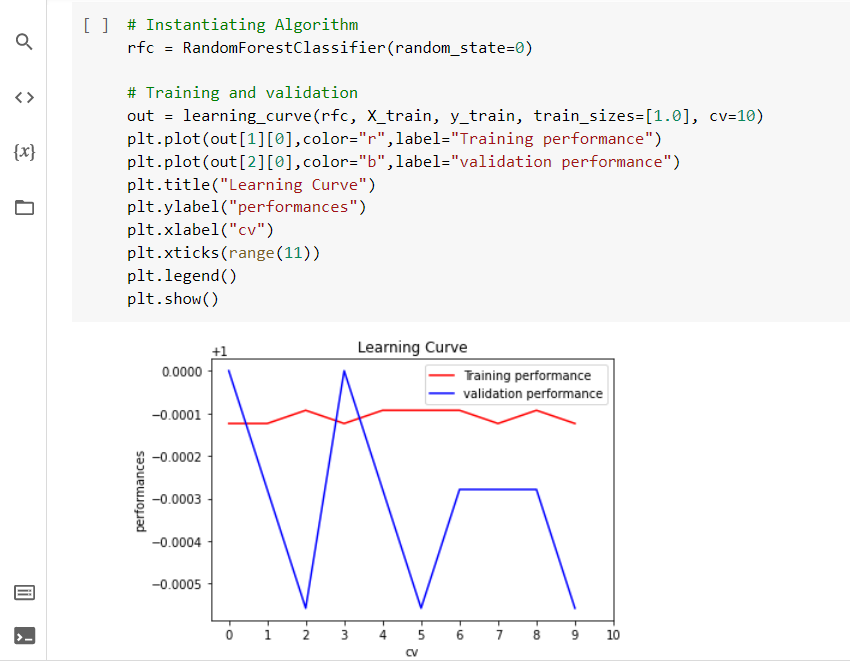 [ ] # Instantiating Algorithm
rfc = RandomForestClassifier(random_state=0)
# Training and validation
out = learning_curve(rfc, X_train, y_train, train_sizes=[1.0], cv=10)
plt.plot(out[1][0],color="r",label="Training performance")
plt.plot(out[2][0],color="b",label="validation performance")
plt.title("Learning Curve")
plt.ylabel("performances")
plt.xlabel("cv")
plt.xticks(range(11))
plt.legend()
plt.show()
{x}
+1
Learning Curve
Training performance
validation performance
0.0000
−0.0001
−0.0002
−0.0003
−0.0004
−0.0005
performances
0 1 2 3 4 5 6 7 8 9 10
cv